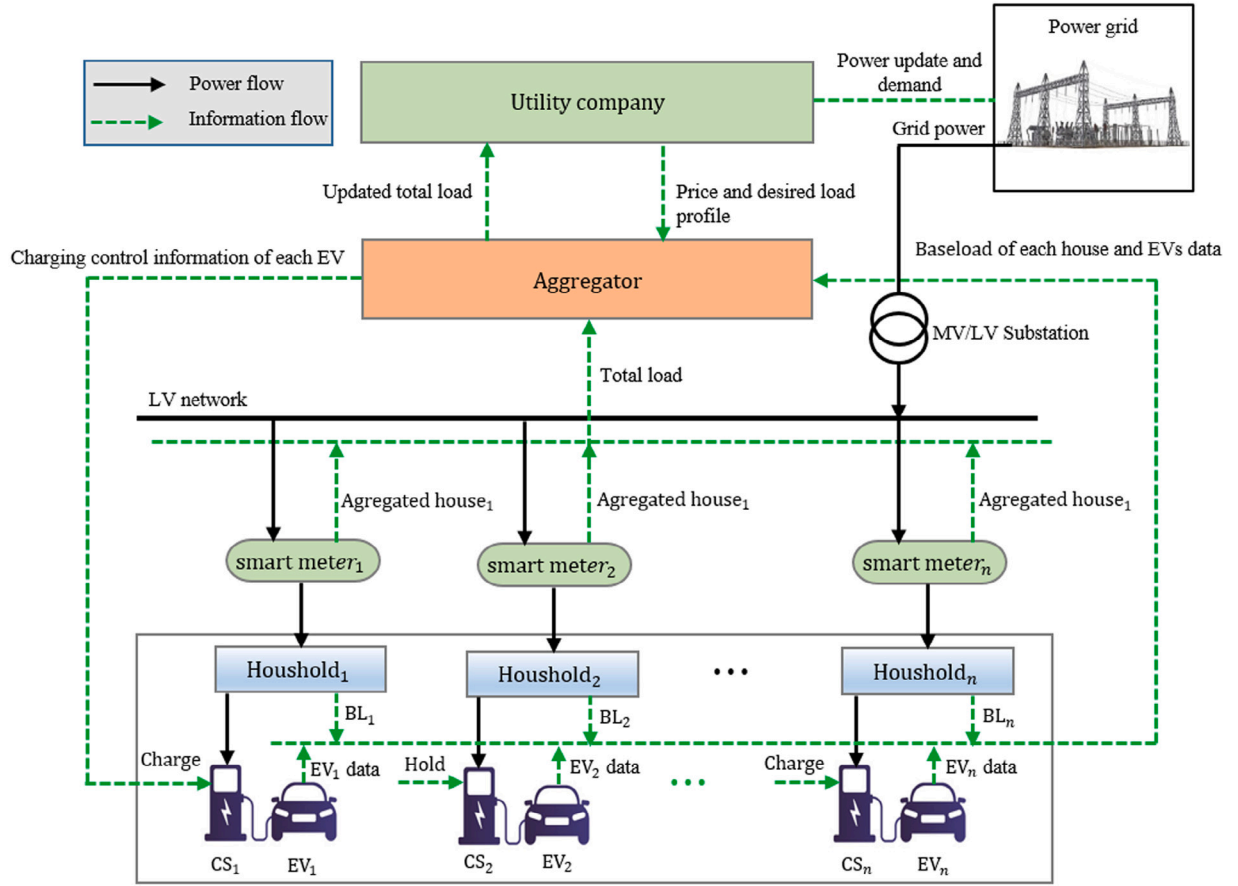 Power grid
Power flow
Information flow
Utility company
Power update and
demand
Grid power
Updated total load
Price and desired load
profile
Charging control information of each EV
Baseload of each house and EVs data
Aggregator
MV/LV Substation
Total load
LV network
Agregated house₁
Agregated house₁
Agregated house₁
smart meter₁
smart meter₂
smart meterₙ
Houshold₁
Houshold₂
...
Housholdₙ
BL₁
BL₂
BLₙ
Charge
EV₁ data
Hold
EV₂ data
...
Charge
EVₙ data
CS₁
EV₁
CS₂
EV₂
CSₙ
EVₙ